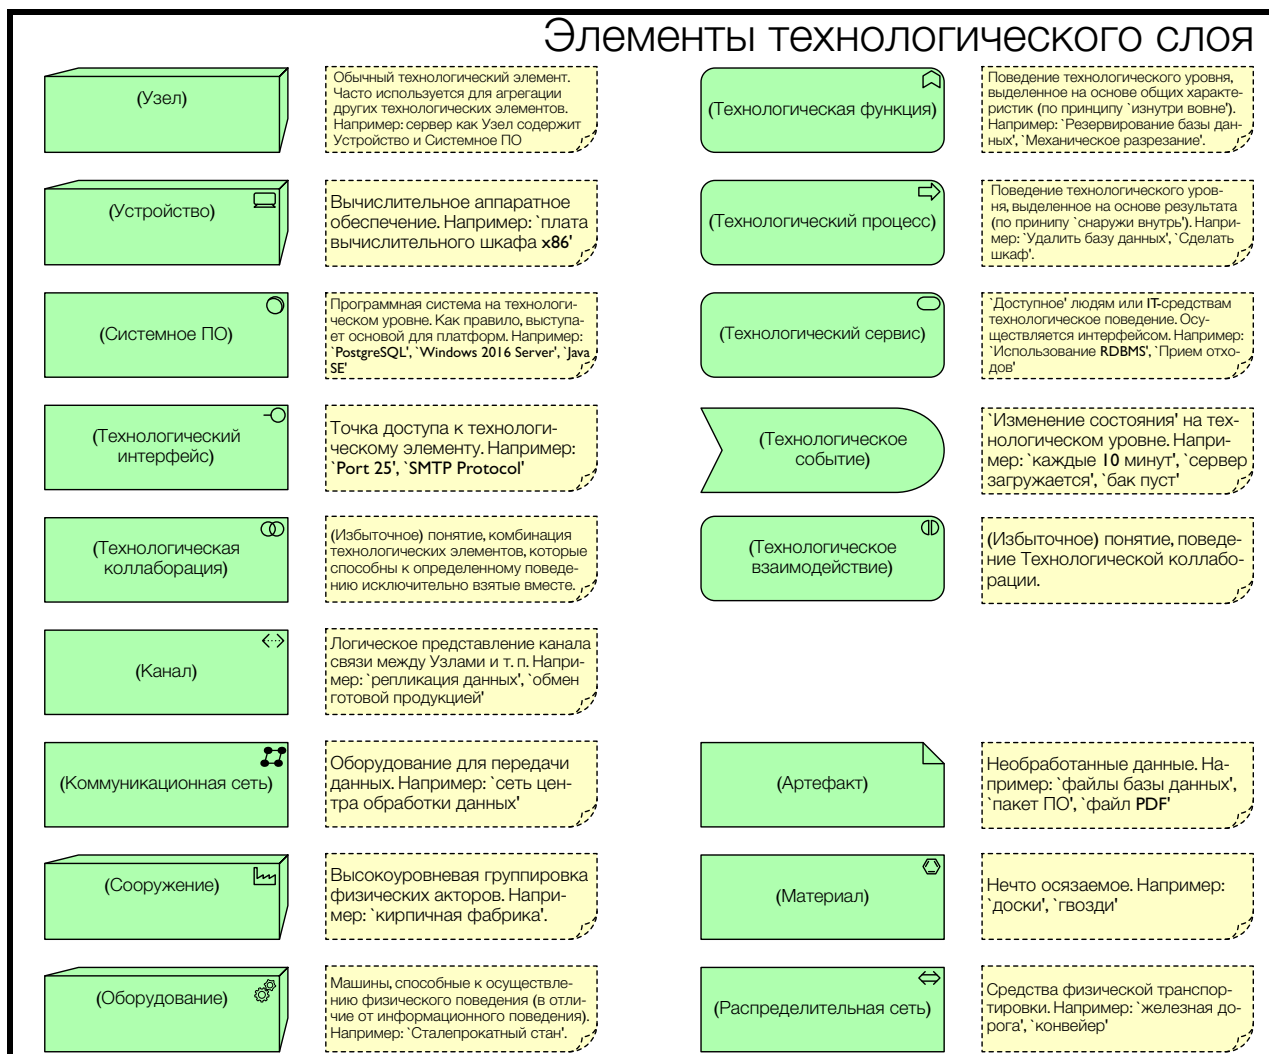 Элементы технологического слоя
(Узел)
Обычный технологический элемент.
Часто используется для агрегации
других технологических элементов.
Например: сервер как Узел содержит
Устройство и Системное ПО
(Технологическая функция)
Поведение технологического уровня,
выделенное на основе общих характе-
ристик (по принципу `изнутри вовне').
Например: `Резервирование базы дан-
ных', `Механическое разрезание'.
(Устройство)
Вычислительное аппаратное
обеспечение. Например: `плата
вычислительного шкафа x86'
(Технологический процесс)
Поведение технологического уров-
ня, выделенное на основе результата
(по принипу `снаружи внутрь'). Напри-
мер: `Удалить базу данных', `Сделать
шкаф'.
(Системное ПО)
Программная система на технологи-
ческом уровне. Как правило, выступа-
ет основой для платформ. Например:
`PostgreSQL', `Windows 2016 Server', `Java
SE'
(Технологический сервис)
`Доступное' людям или IT-средствам
технологическое поведение. Осу-
ществляется интерфейсом. Например:
`Использование RDBMS', `Прием отхо-
дов'
(Технологический
интерфейс)
Точка доступа к технологи-
ческому элементу. Например:
`Port 25', `SMTP Protocol'
(Технологическое
событие)
`Изменение состояния' на тех-
нологическом уровне. Напри-
мер: `каждые 10 минут', `сервер
загружается', `бак пуст'
(Технологическая
коллаборация)
(Избыточное) понятие, комбинация
технологических элементов, которые
способны к определенному поведе-
нию исключительно взятые вместе.
(Технологическое
взаимодействие)
(Избыточное) понятие, поведе-
ние Технологической коллабо-
рации.
(Канал)
Логическое представление канала
связи между Узлами и т. п. Напри-
мер: `репликация данных', `обмен
готовой продукцией'
(Коммуникационная сеть)
Оборудование для передачи
данных. Например: `сеть цен-
тра обработки данных'
(Артефакт)
Необработанные данные. На-
пример: `файлы базы данных',
`пакет ПО', `файл PDF'
(Сооружение)
Высокоуровневая группировка
физических акторов. Напри-
мер: `кирпичная фабрика'.
(Материал)
Нечто осязаемое. Например:
`доски', `гвозди'
(Оборудование)
Машины, способные к осуществле-
нию физического поведения (в отли-
чие от информационного поведения).
Например: `Сталепрокатный стан'.
(Распределительная сеть)
Средства физической транспор-
тировки. Например: `железная до-
рога', `конвейер'